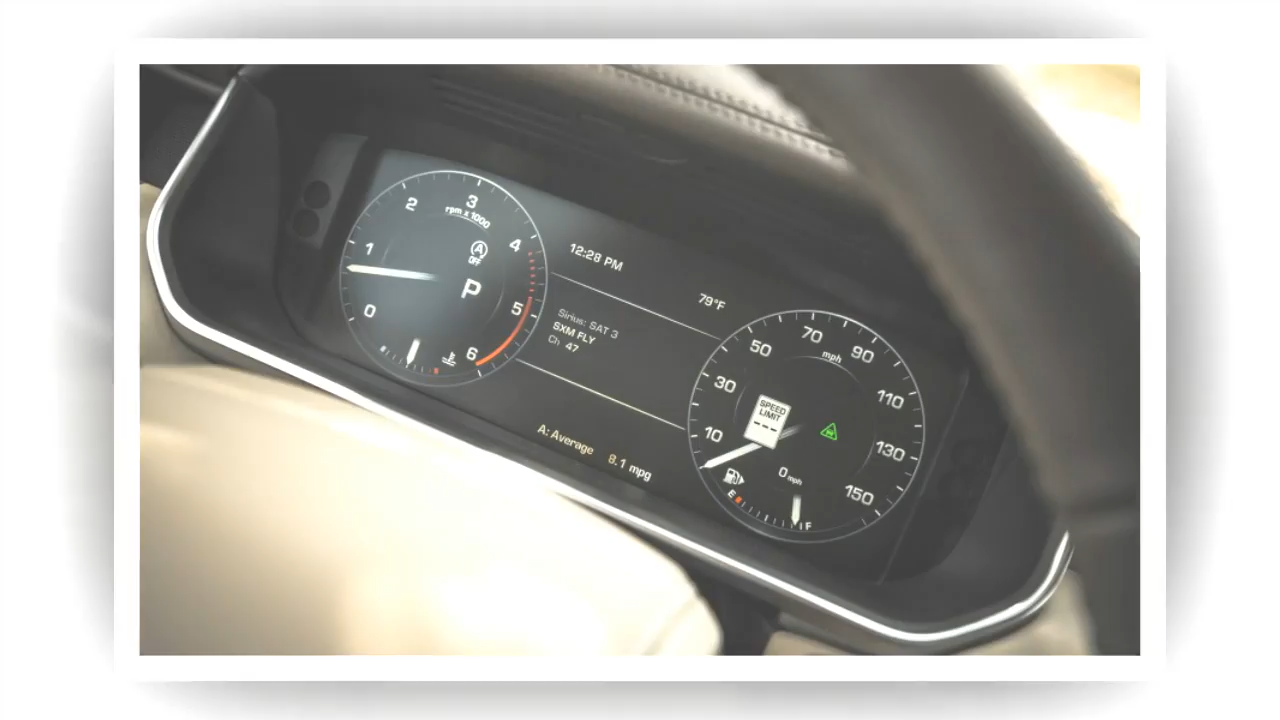 0
1
2
3
4
5
6
rpm x 1000
A
OFF
P
12:28 PM
79°F
Sirius: SAT 3
SXM FLY
Ch 47
A: Average 8.1 mpg
10
30
50
70
90
110
130
150
mph
SPEED
LIMIT
---
0 mph
E
F